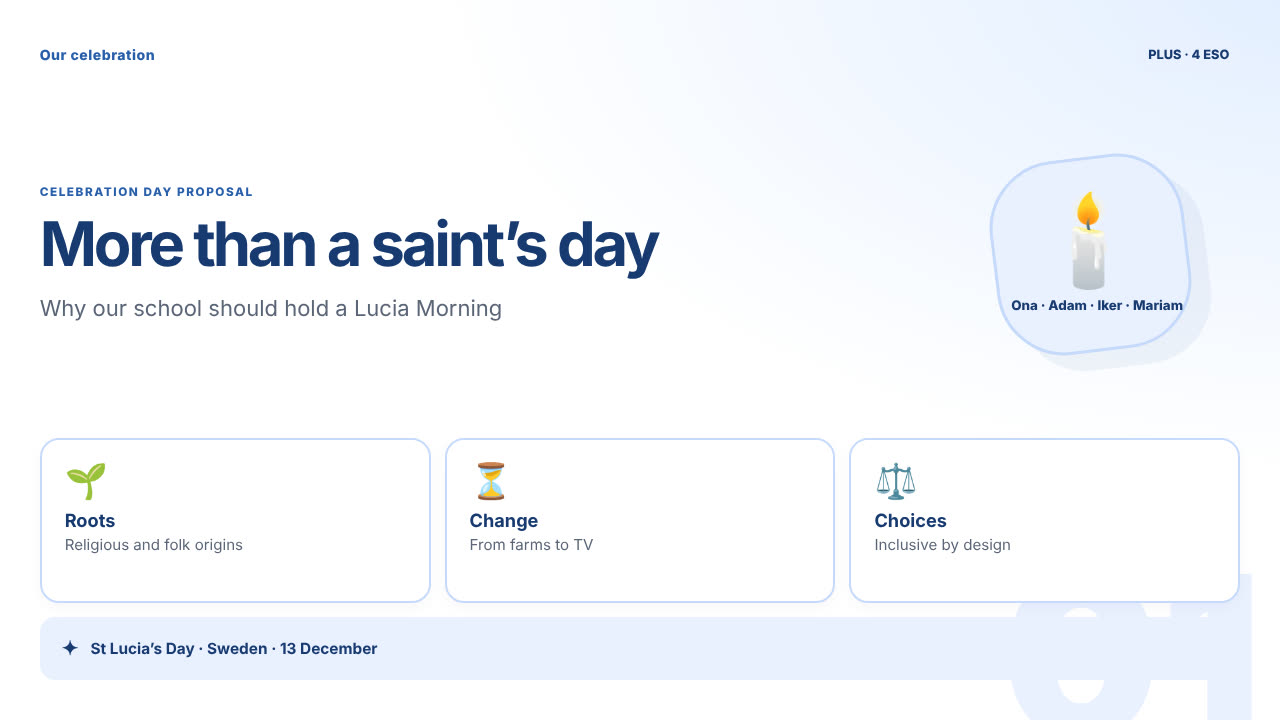 Our celebration
PLUS · 4 ESO
CELEBRATION DAY PROPOSAL
More than a saint’s day
Why our school should hold a Lucia Morning
Ona · Adam · Iker · Mariam
Roots
Religious and folk origins
Change
From farms to TV
Choices
Inclusive by design
✦ St Lucia’s Day · Sweden · 13 December
01